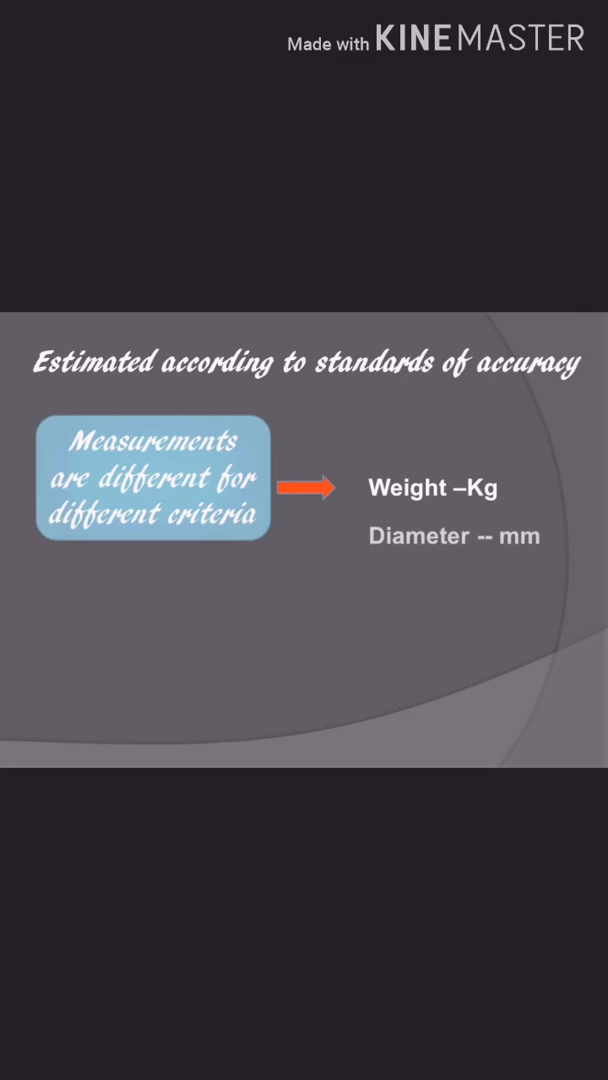 Made with KINEMASTER
Estimated according to standards of accuracy
Measurements
are different for
different criteria
Weight –Kg
Diameter -- mm